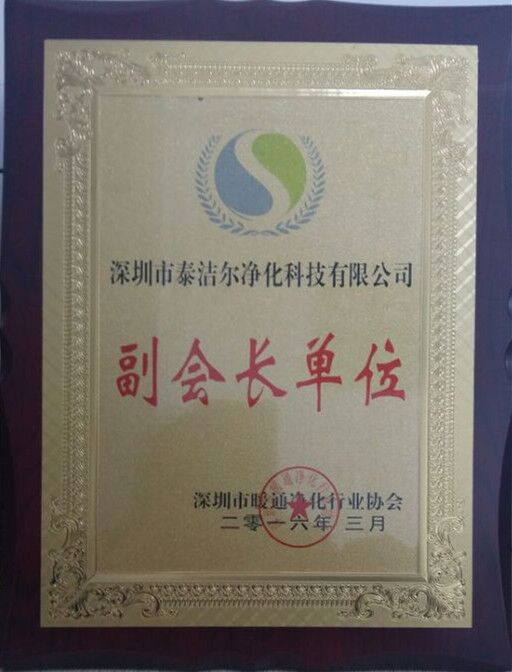 深圳市泰洁尔净化科技有限公司
副会长单位
深圳市暖通净化行业协会
二零一六年三月